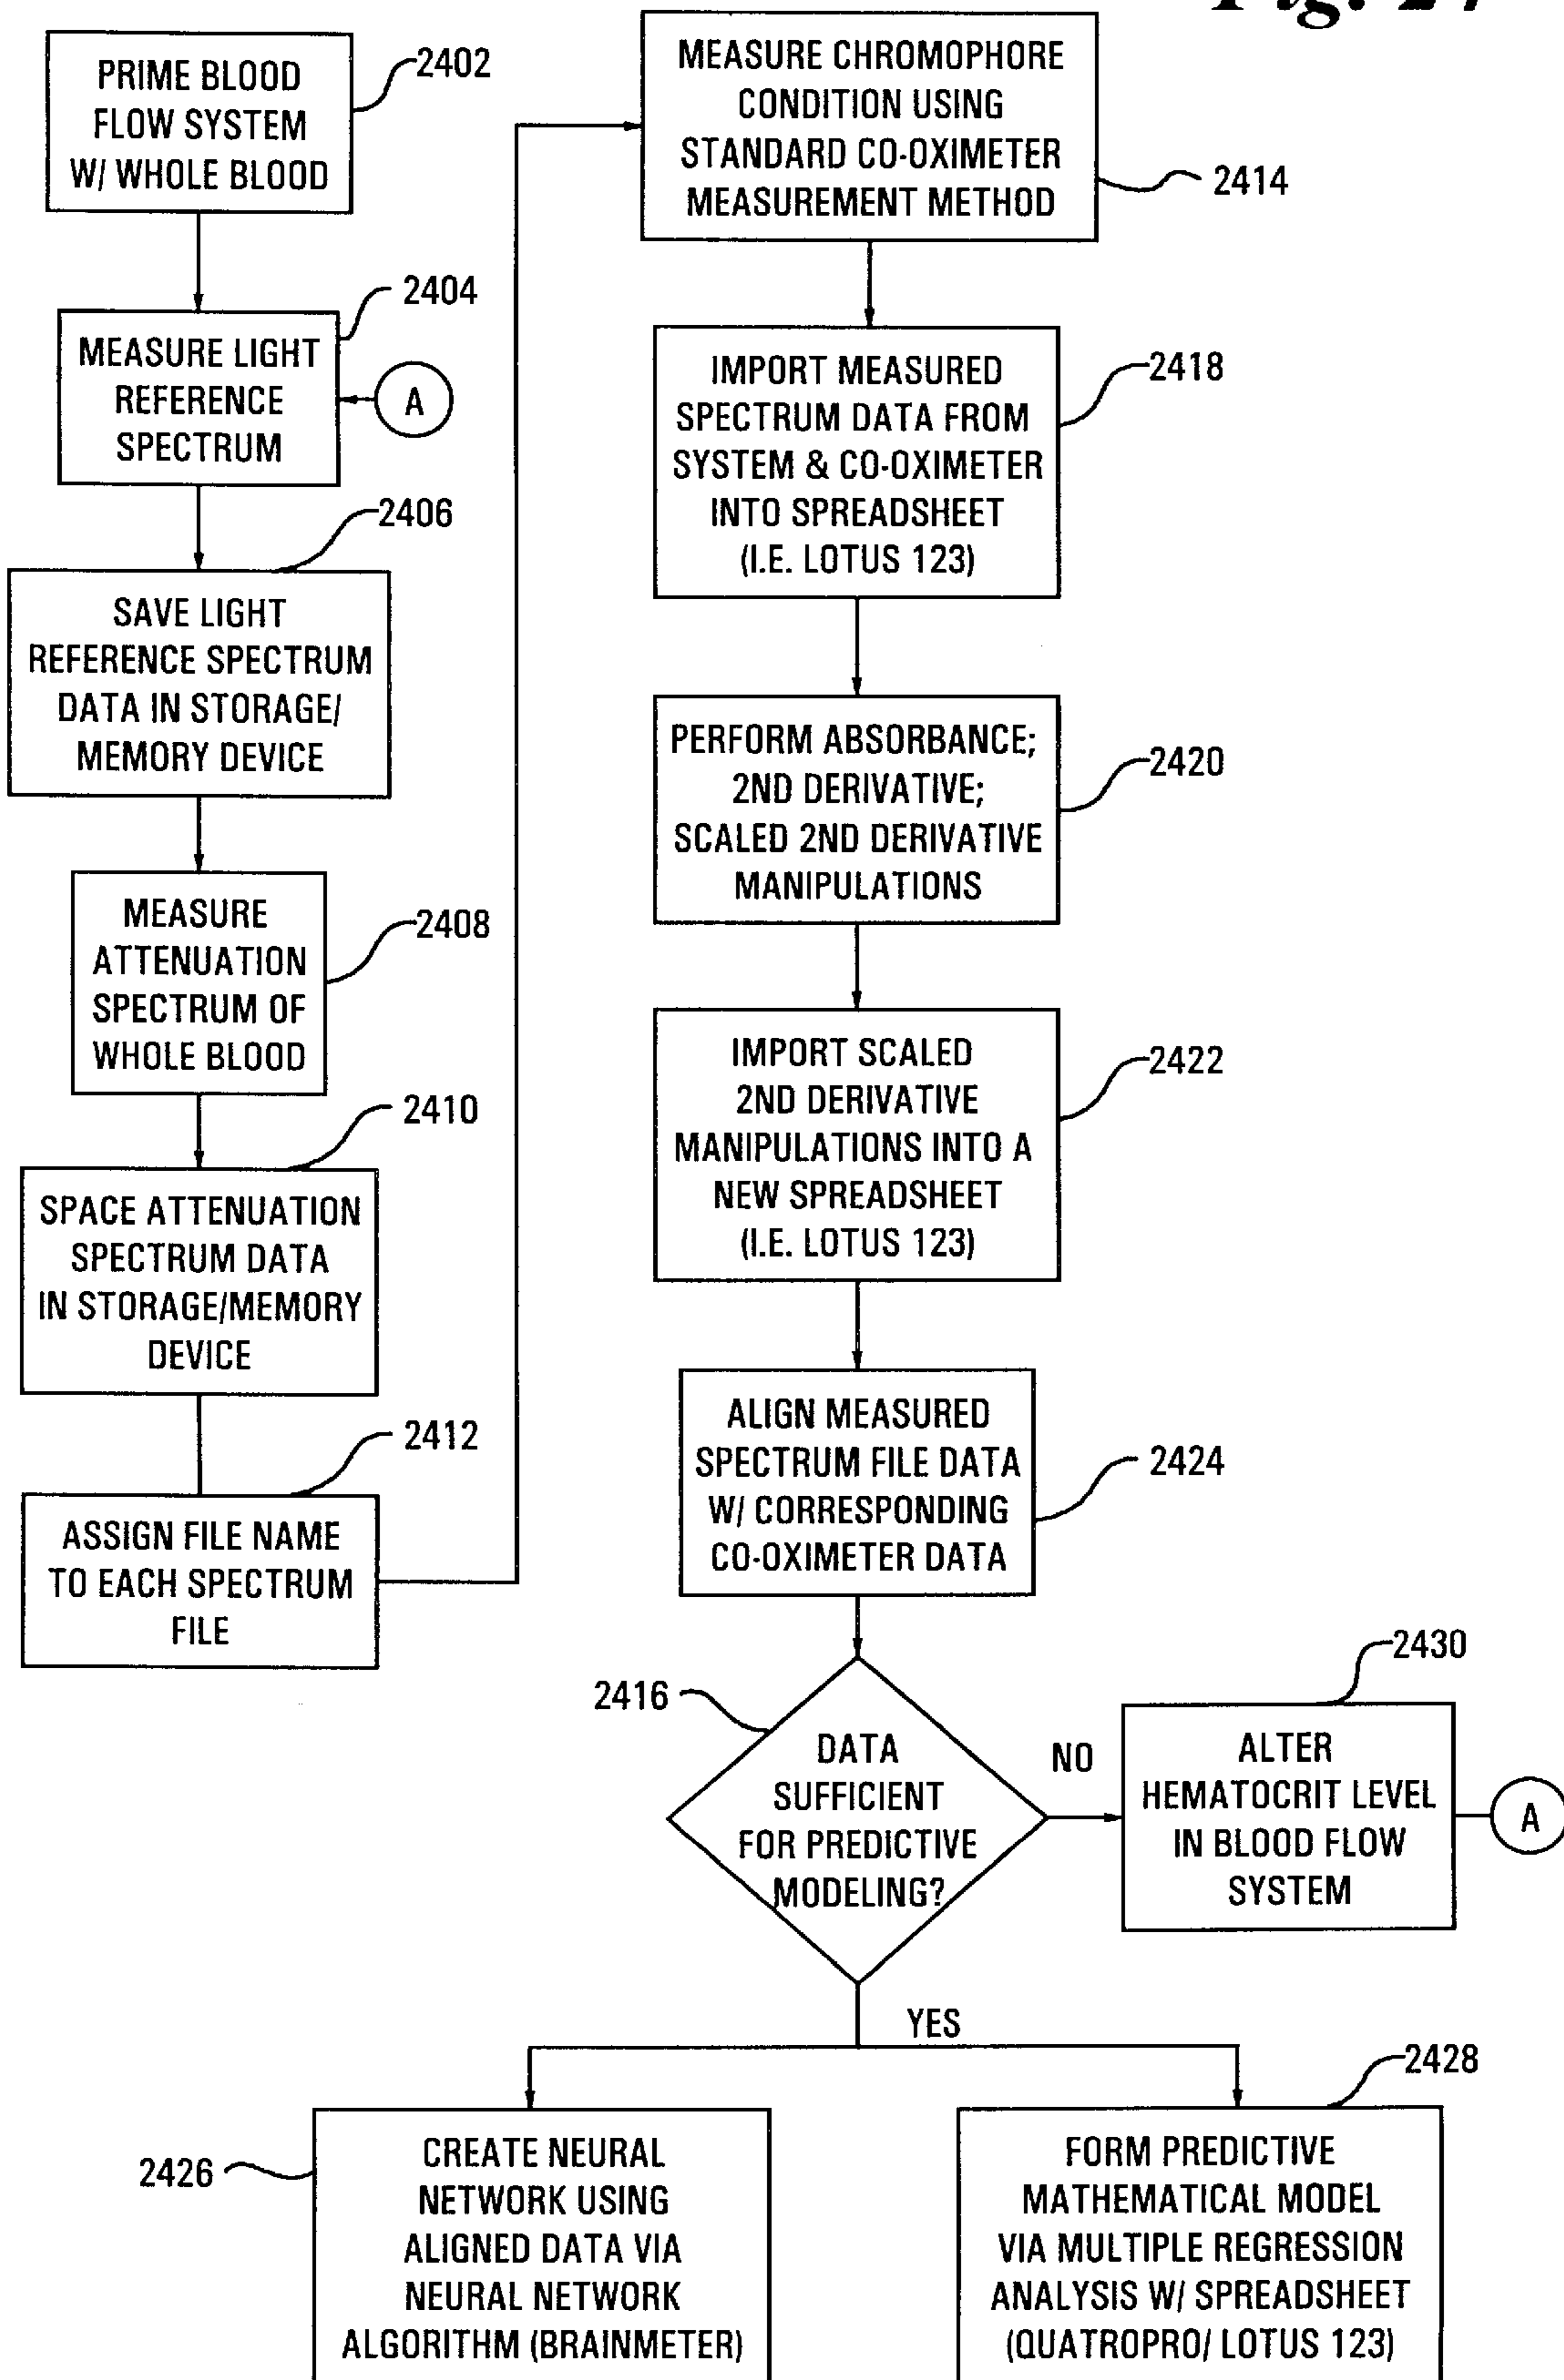 PRIME BLOOD
FLOW SYSTEM
W/ WHOLE BLOOD
2402
MEASURE LIGHT
REFERENCE
SPECTRUM
2404
A
SAVE LIGHT
REFERENCE SPECTRUM
DATA IN STORAGE/
MEMORY DEVICE
2406
MEASURE
ATTENUATION
SPECTRUM OF
WHOLE BLOOD
2408
SPACE ATTENUATION
SPECTRUM DATA
IN STORAGE/MEMORY
DEVICE
2410
ASSIGN FILE NAME
TO EACH SPECTRUM
FILE
2412
MEASURE CHROMOPHORE
CONDITION USING
STANDARD CO-OXIMETER
MEASUREMENT METHOD
2414
IMPORT MEASURED
SPECTRUM DATA FROM
SYSTEM & CO-OXIMETER
INTO SPREADSHEET
(I.E. LOTUS 123)
2418
PERFORM ABSORBANCE;
2ND DERIVATIVE;
SCALED 2ND DERIVATIVE
MANIPULATIONS
2420
IMPORT SCALED
2ND DERIVATIVE
MANIPULATIONS INTO A
NEW SPREADSHEET
(I.E. LOTUS 123)
2422
ALIGN MEASURED
SPECTRUM FILE DATA
W/ CORRESPONDING
CO-OXIMETER DATA
2424
2416
DATA
SUFFICIENT
FOR PREDICTIVE
MODELING?
NO
ALTER
HEMATOCRIT LEVEL
IN BLOOD FLOW
SYSTEM
2430
A
YES
2426
CREATE NEURAL
NETWORK USING
ALIGNED DATA VIA
NEURAL NETWORK
ALGORITHM (BRAINMETER)
2428
FORM PREDICTIVE
MATHEMATICAL MODEL
VIA MULTIPLE REGRESSION
ANALYSIS W/ SPREADSHEET
(QUATROPRO/ LOTUS 123)